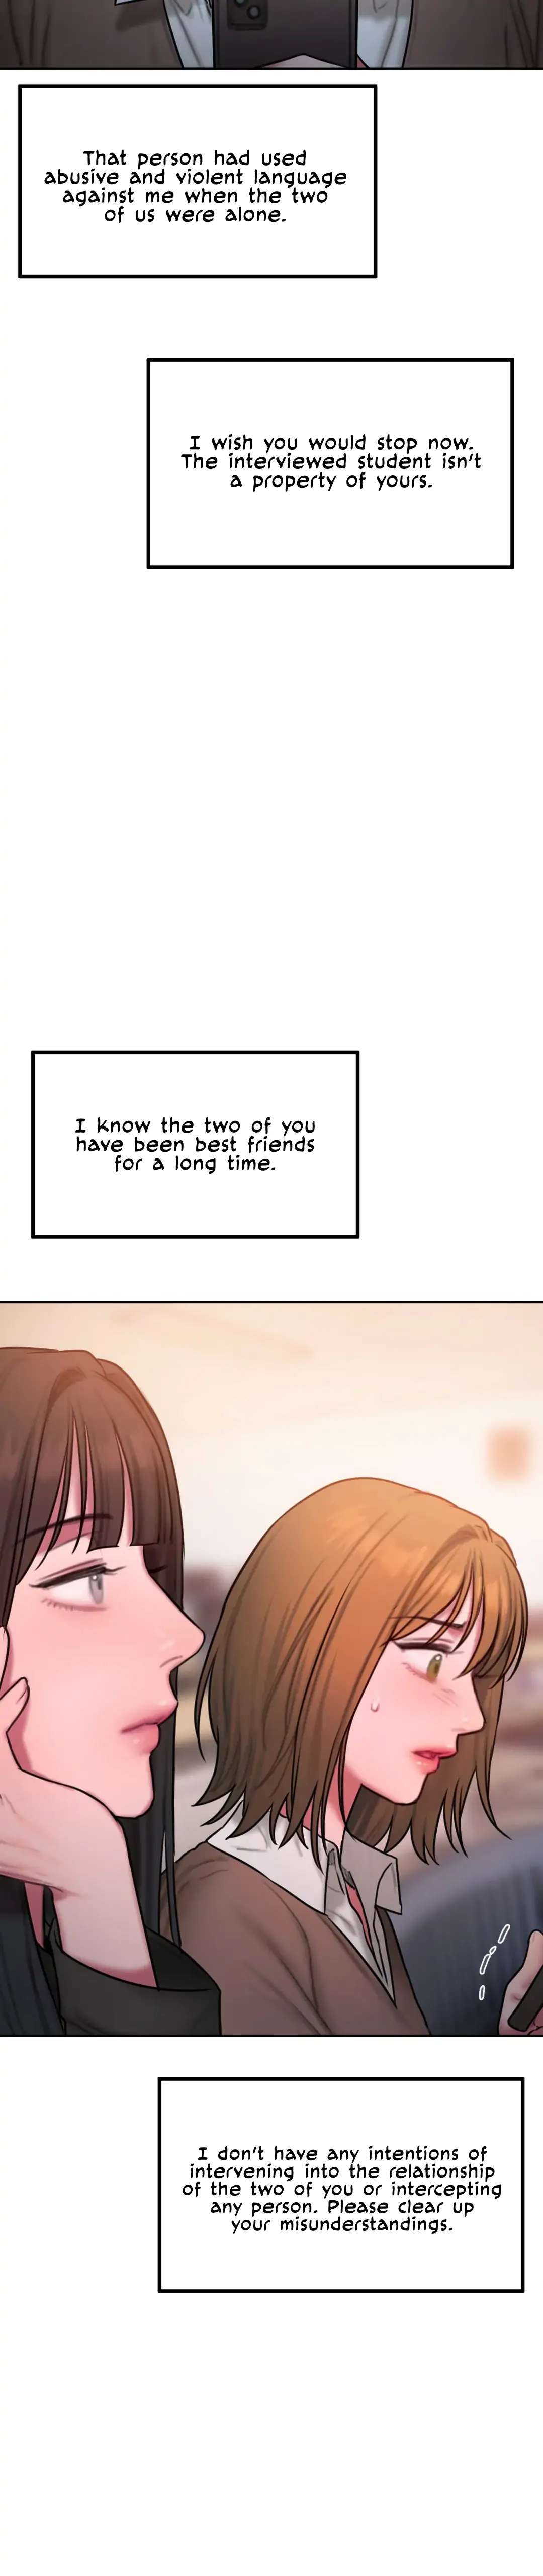 That person had used
abusive and violent language
against me when the two
of us were alone.
I wish you would stop now.
The interviewed student isn't
a property of yours.
I know the two of you
have been best friends
for a long time.
I don't have any intentions of
intervening into the relationship
of the two of you or intercepting
any person. Please clear up
your misunderstandings.